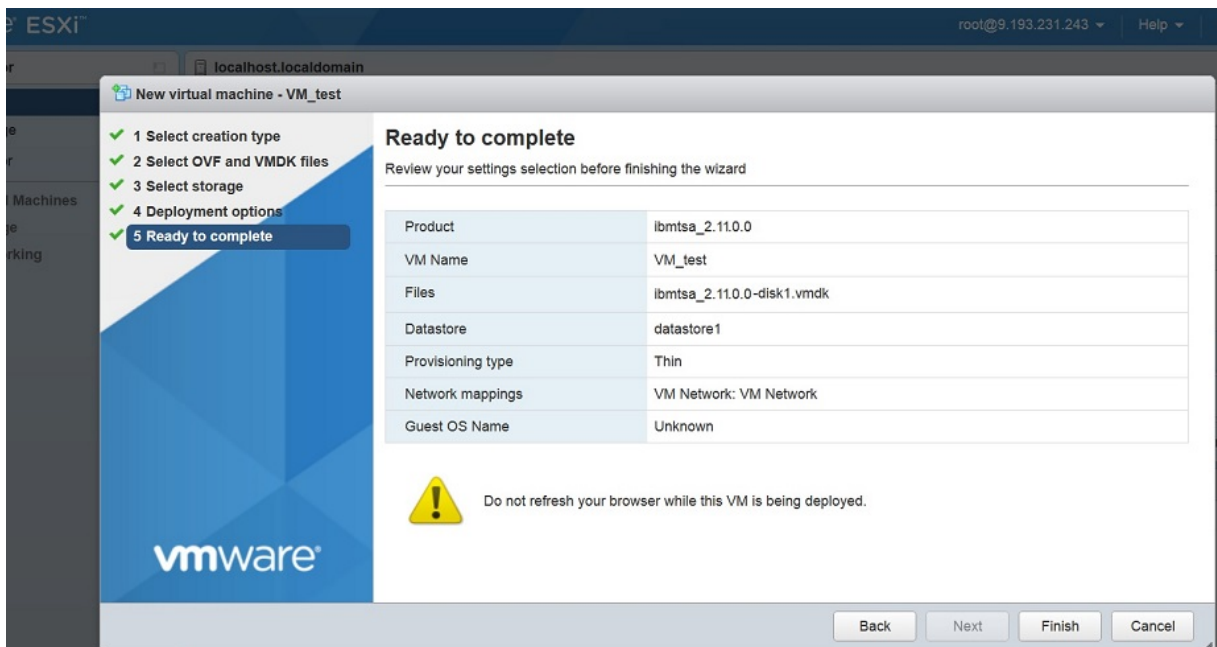 ESXi™
root@9.193.231.243
Help
localhost.localdomain
New virtual machine - VM_test
Machines
1 Select creation type
2 Select OVF and VMDK files
3 Select storage
4 Deployment options
5 Ready to complete
Ready to complete
Review your settings selection before finishing the wizard
Product ibmtsa_2.11.0.0
VM Name VM_test
Files ibmtsa_2.11.0.0-disk1.vmdk
Datastore datastore1
Provisioning type Thin
Network mappings VM Network: VM Network
Guest OS Name Unknown
Do not refresh your browser while this VM is being deployed.
vmware®
Back Next Finish Cancel